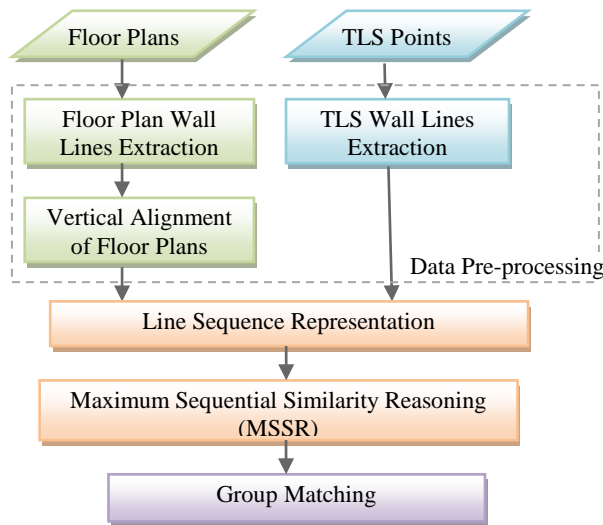 Floor Plans
TLS Points
Floor Plan Wall
Lines Extraction
TLS Wall Lines
Extraction
Vertical Alignment
of Floor Plans
Data Pre-processing
Line Sequence Representation
Maximum Sequential Similarity Reasoning
(MSSR)
Group Matching